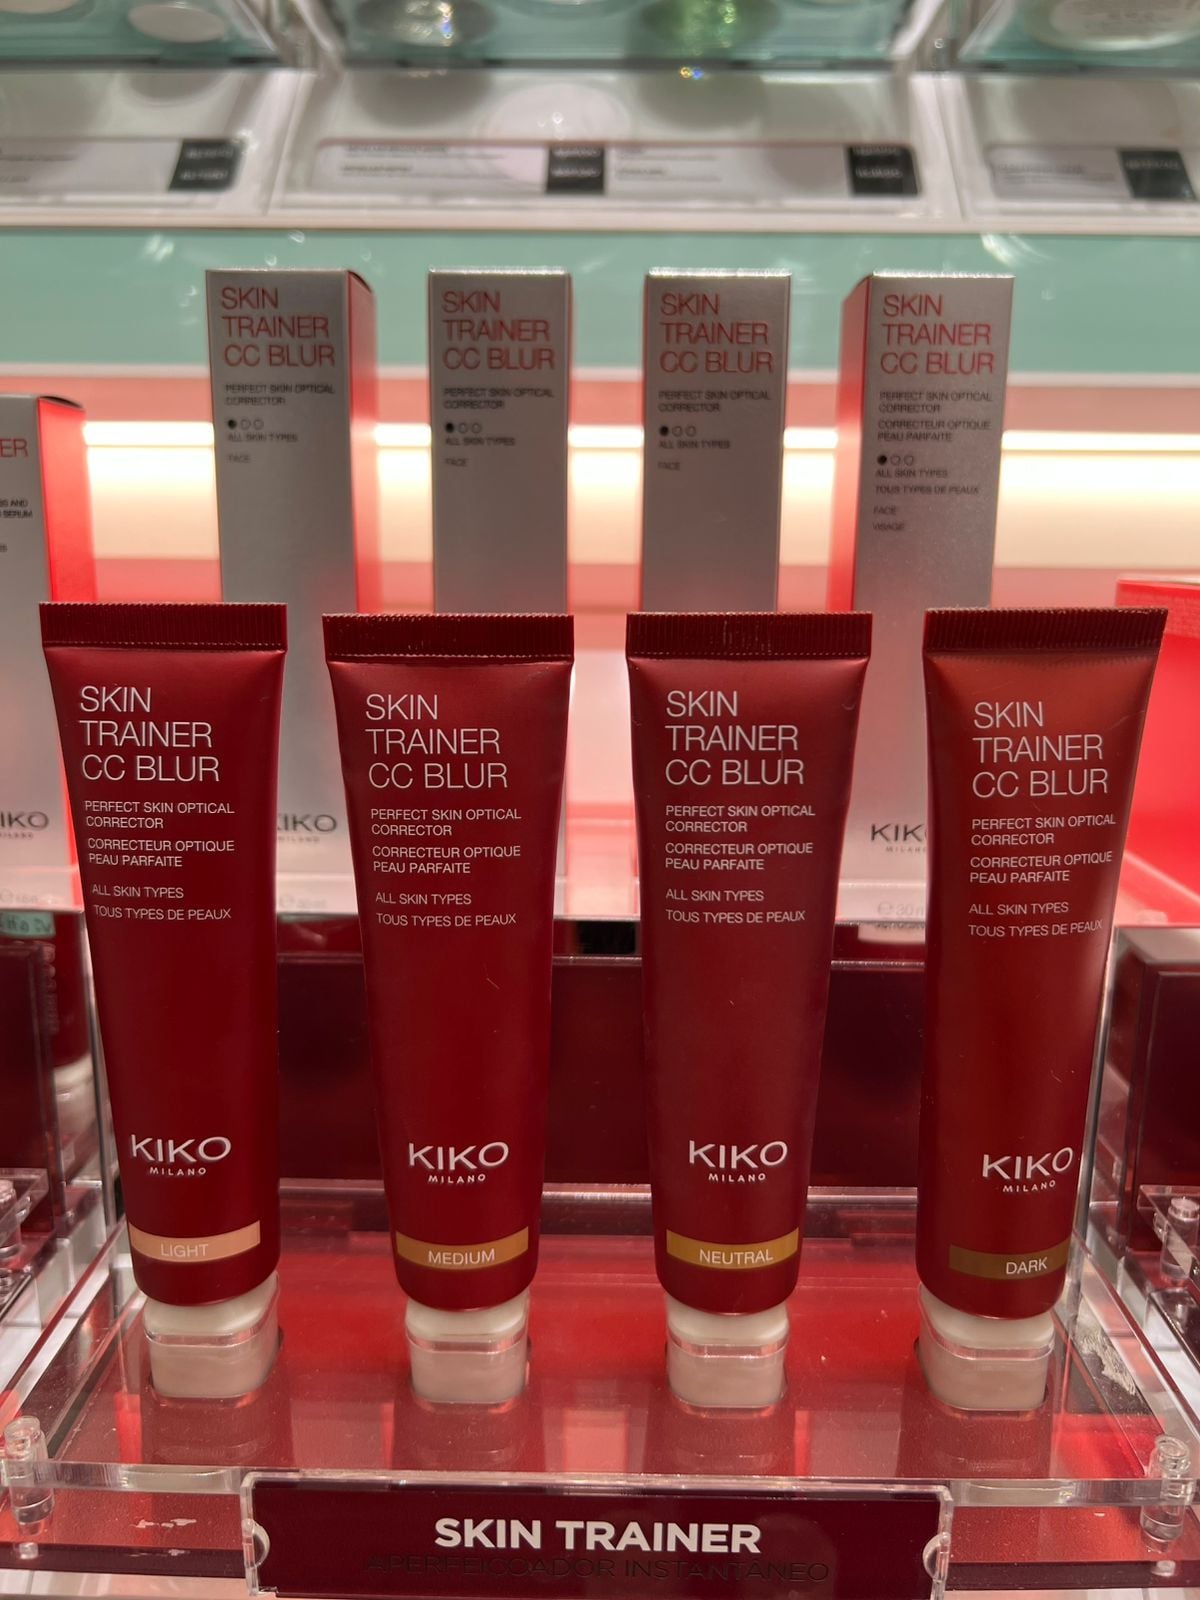 SKIN
TRAINER
CC BLUR
PERFECT SKIN OPTICAL
CORRECTOR
ALL SKIN TYPES
FACE
KIKO
MILANO
SKIN
TRAINER
CC BLUR
PERFECT SKIN OPTICAL
CORRECTOR
ALL SKIN TYPES
FACE
SKIN
TRAINER
CC BLUR
PERFECT SKIN OPTICAL
CORRECTOR
ALL SKIN TYPES
FACE
SKIN
TRAINER
CC BLUR
PERFECT SKIN OPTICAL
CORRECTOR
CORRECTEUR OPTIQUE
PEAU PARFAITE
ALL SKIN TYPES
TOUS TYPES DE PEAUX
FACE
VISAGE
SKIN
TRAINER
CC BLUR
PERFECT SKIN OPTICAL
CORRECTOR
CORRECTEUR OPTIQUE
PEAU PARFAITE
ALL SKIN TYPES
TOUS TYPES DE PEAUX
KIKO
MILANO
LIGHT
SKIN
TRAINER
CC BLUR
PERFECT SKIN OPTICAL
CORRECTOR
CORRECTEUR OPTIQUE
PEAU PARFAITE
ALL SKIN TYPES
TOUS TYPES DE PEAUX
KIKO
MILANO
MEDIUM
SKIN
TRAINER
CC BLUR
PERFECT SKIN OPTICAL
CORRECTOR
CORRECTEUR OPTIQUE
PEAU PARFAITE
ALL SKIN TYPES
TOUS TYPES DE PEAUX
KIKO
MILANO
NEUTRAL
SKIN
TRAINER
CC BLUR
PERFECT SKIN OPTICAL
CORRECTOR
CORRECTEUR OPTIQUE
PEAU PARFAITE
ALL SKIN TYPES
TOUS TYPES DE PEAUX
KIKO
MILANO
DARK
SKIN TRAINER
APERFEIÇOADOR INSTANTÂNEO